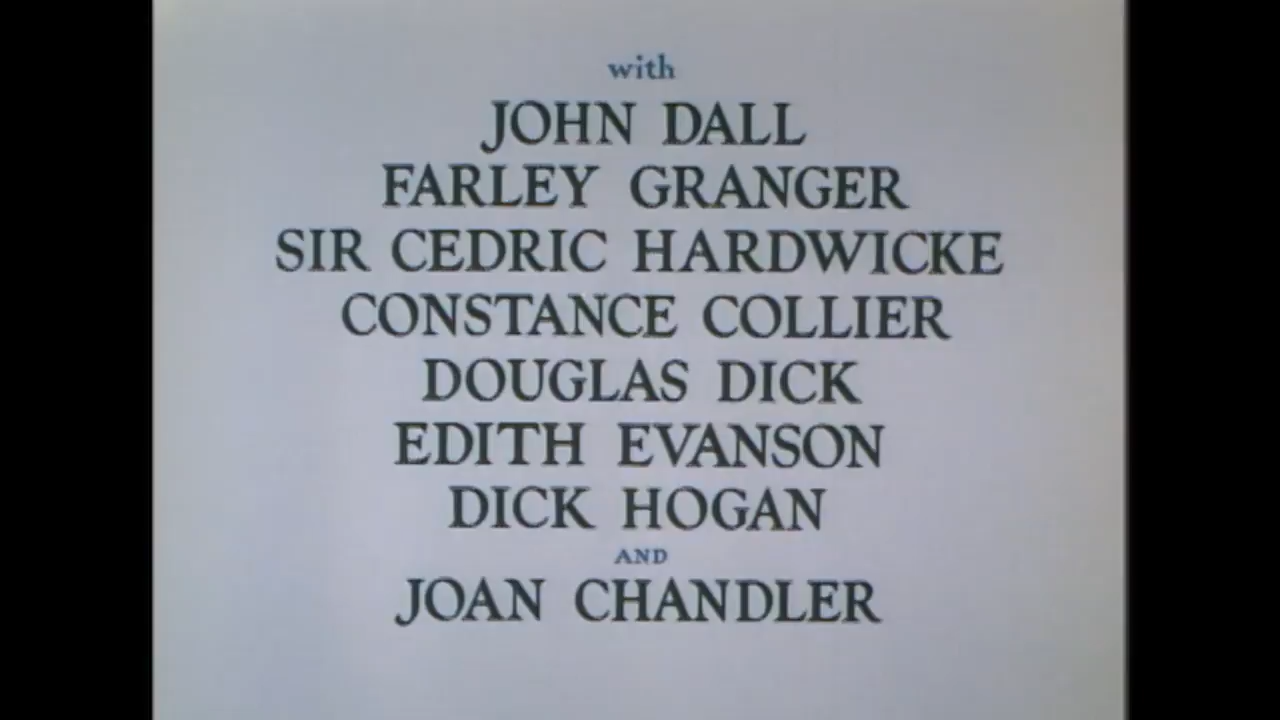 with
JOHN DALL
FARLEY GRANGER
SIR CEDRIC HARDWICKE
CONSTANCE COLLIER
DOUGLAS DICK
EDITH EVANSON
DICK HOGAN
AND
JOAN CHANDLER